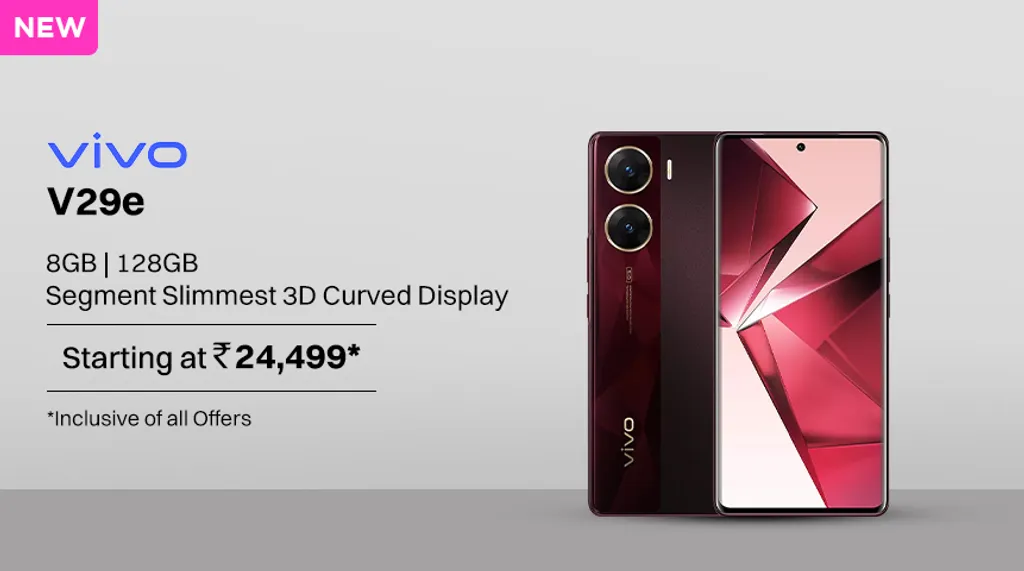 NEW
vivo
V29e
8GB | 128GB
Segment Slimmest 3D Curved Display
Starting at ₹24,499*
*Inclusive of all Offers
vivo